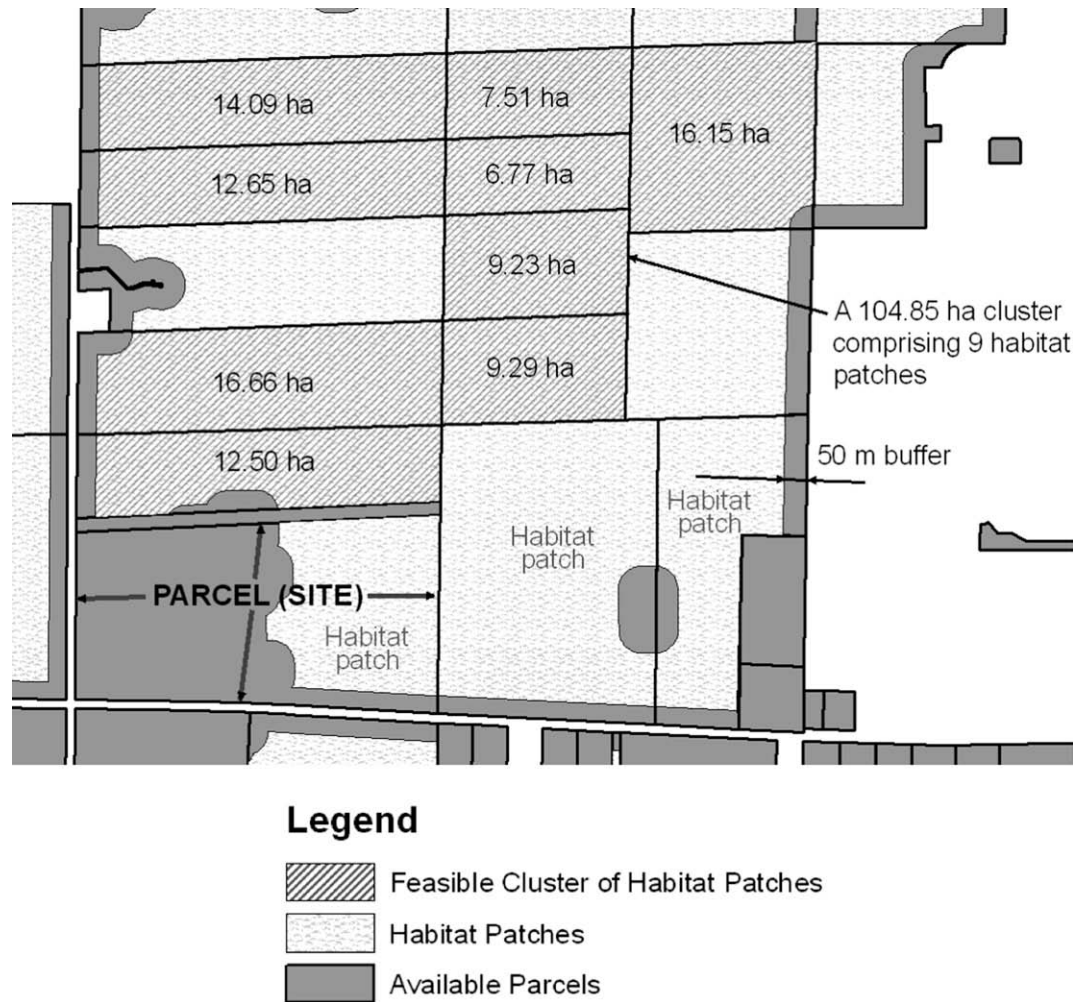 14.09 ha
7.51 ha
16.15 ha
12.65 ha
6.77 ha
9.23 ha
A 104.85 ha cluster
comprising 9 habitat
patches
16.66 ha
9.29 ha
12.50 ha
50 m buffer
Habitat
patch
Habitat
patch
PARCEL (SITE)
Habitat
patch
Legend
Feasible Cluster of Habitat Patches
Habitat Patches
Available Parcels